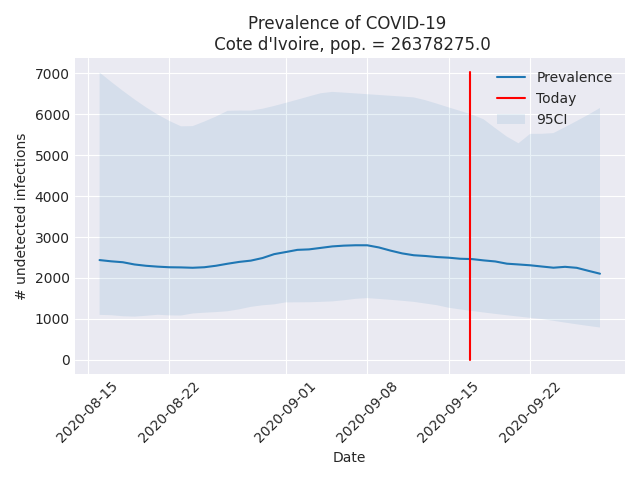 Prevalence of COVID-19
Cote d'Ivoire, pop. = 26378275.0
Prevalence
Today
95CI
7000
6000
5000
4000
3000
2000
1000
0
# undetected infections
2020-08-15
2020-08-22
2020-09-01
2020-09-08
2020-09-15
2020-09-22
Date